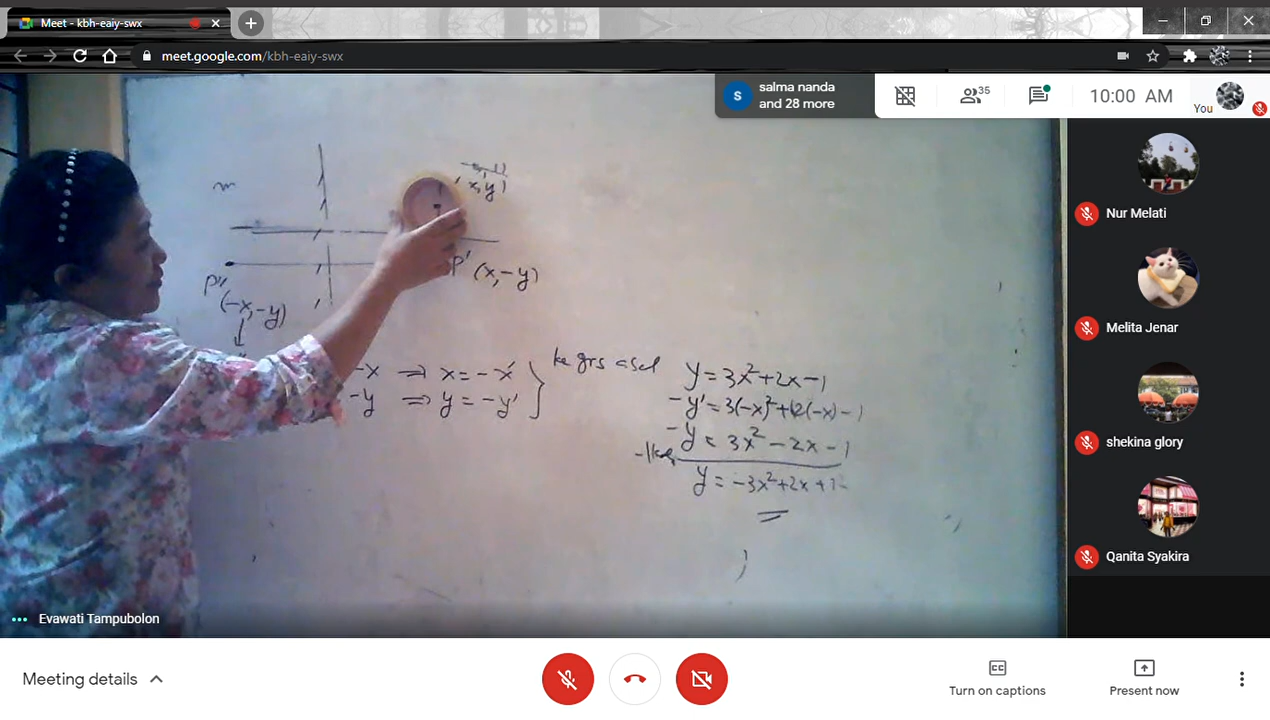 Meet - kbh-eaiy-swx
meet.google.com/kbh-eaiy-swx
S
salma nanda
and 28 more
35
10:00 AM
You
m
x, y)
P' (x, -y)
P"
(-x, -y)
-x ⇒ x = -x'
-y ⇒ y = -y'
ke grs asal
y = 3x² + 2x - 1
-y' = 3(-x)² + 2(-x) - 1
-y = 3x² - 2x - 1
y = -3x² + 2x + 1
Nur Melati
Melita Jenar
shekina glory
Qanita Syakira
Evawati Tampubolon
Meeting details
CC
Turn on captions
Present now